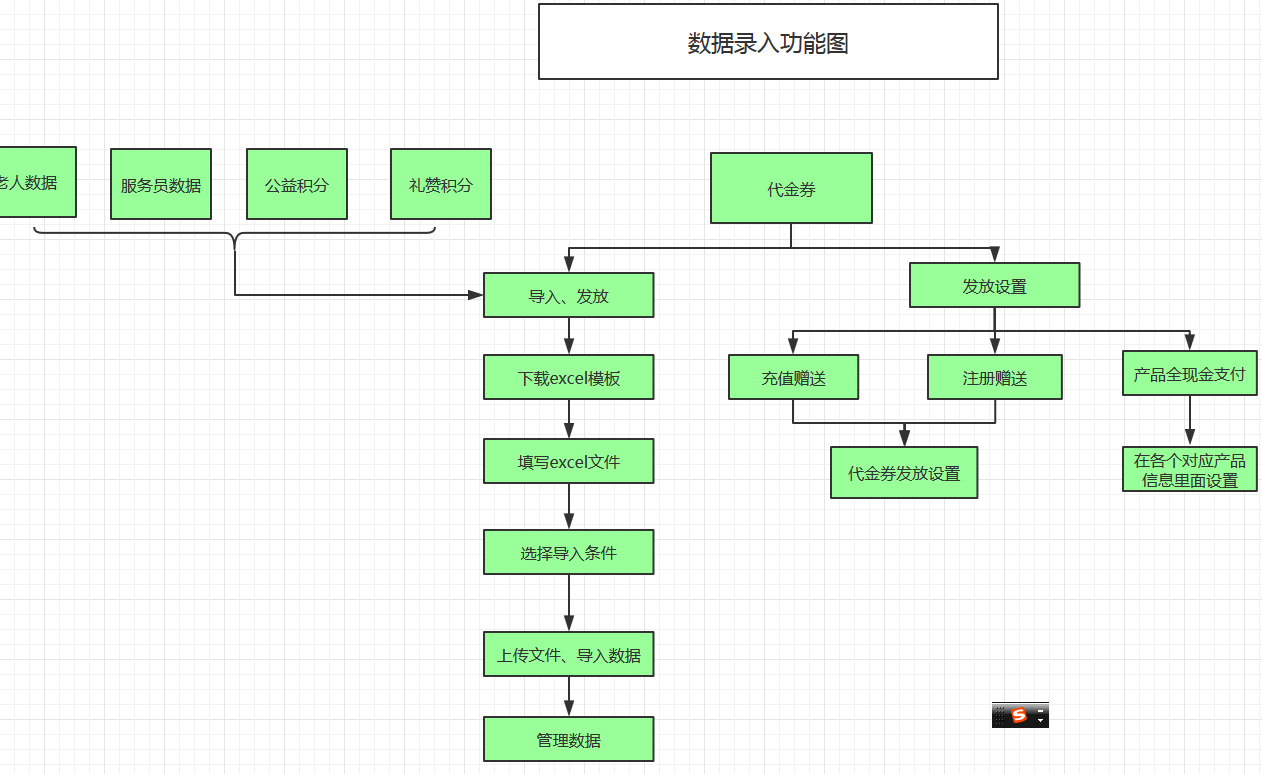 数据录入功能图
老人数据
服务员数据
公益积分
礼赞积分
代金券
导入、发放
发放设置
下载excel模板
充值赠送
注册赠送
产品全现金支付
填写excel文件
代金券发放设置
在各个对应产品
信息里面设置
选择导入条件
上传文件、导入数据
管理数据